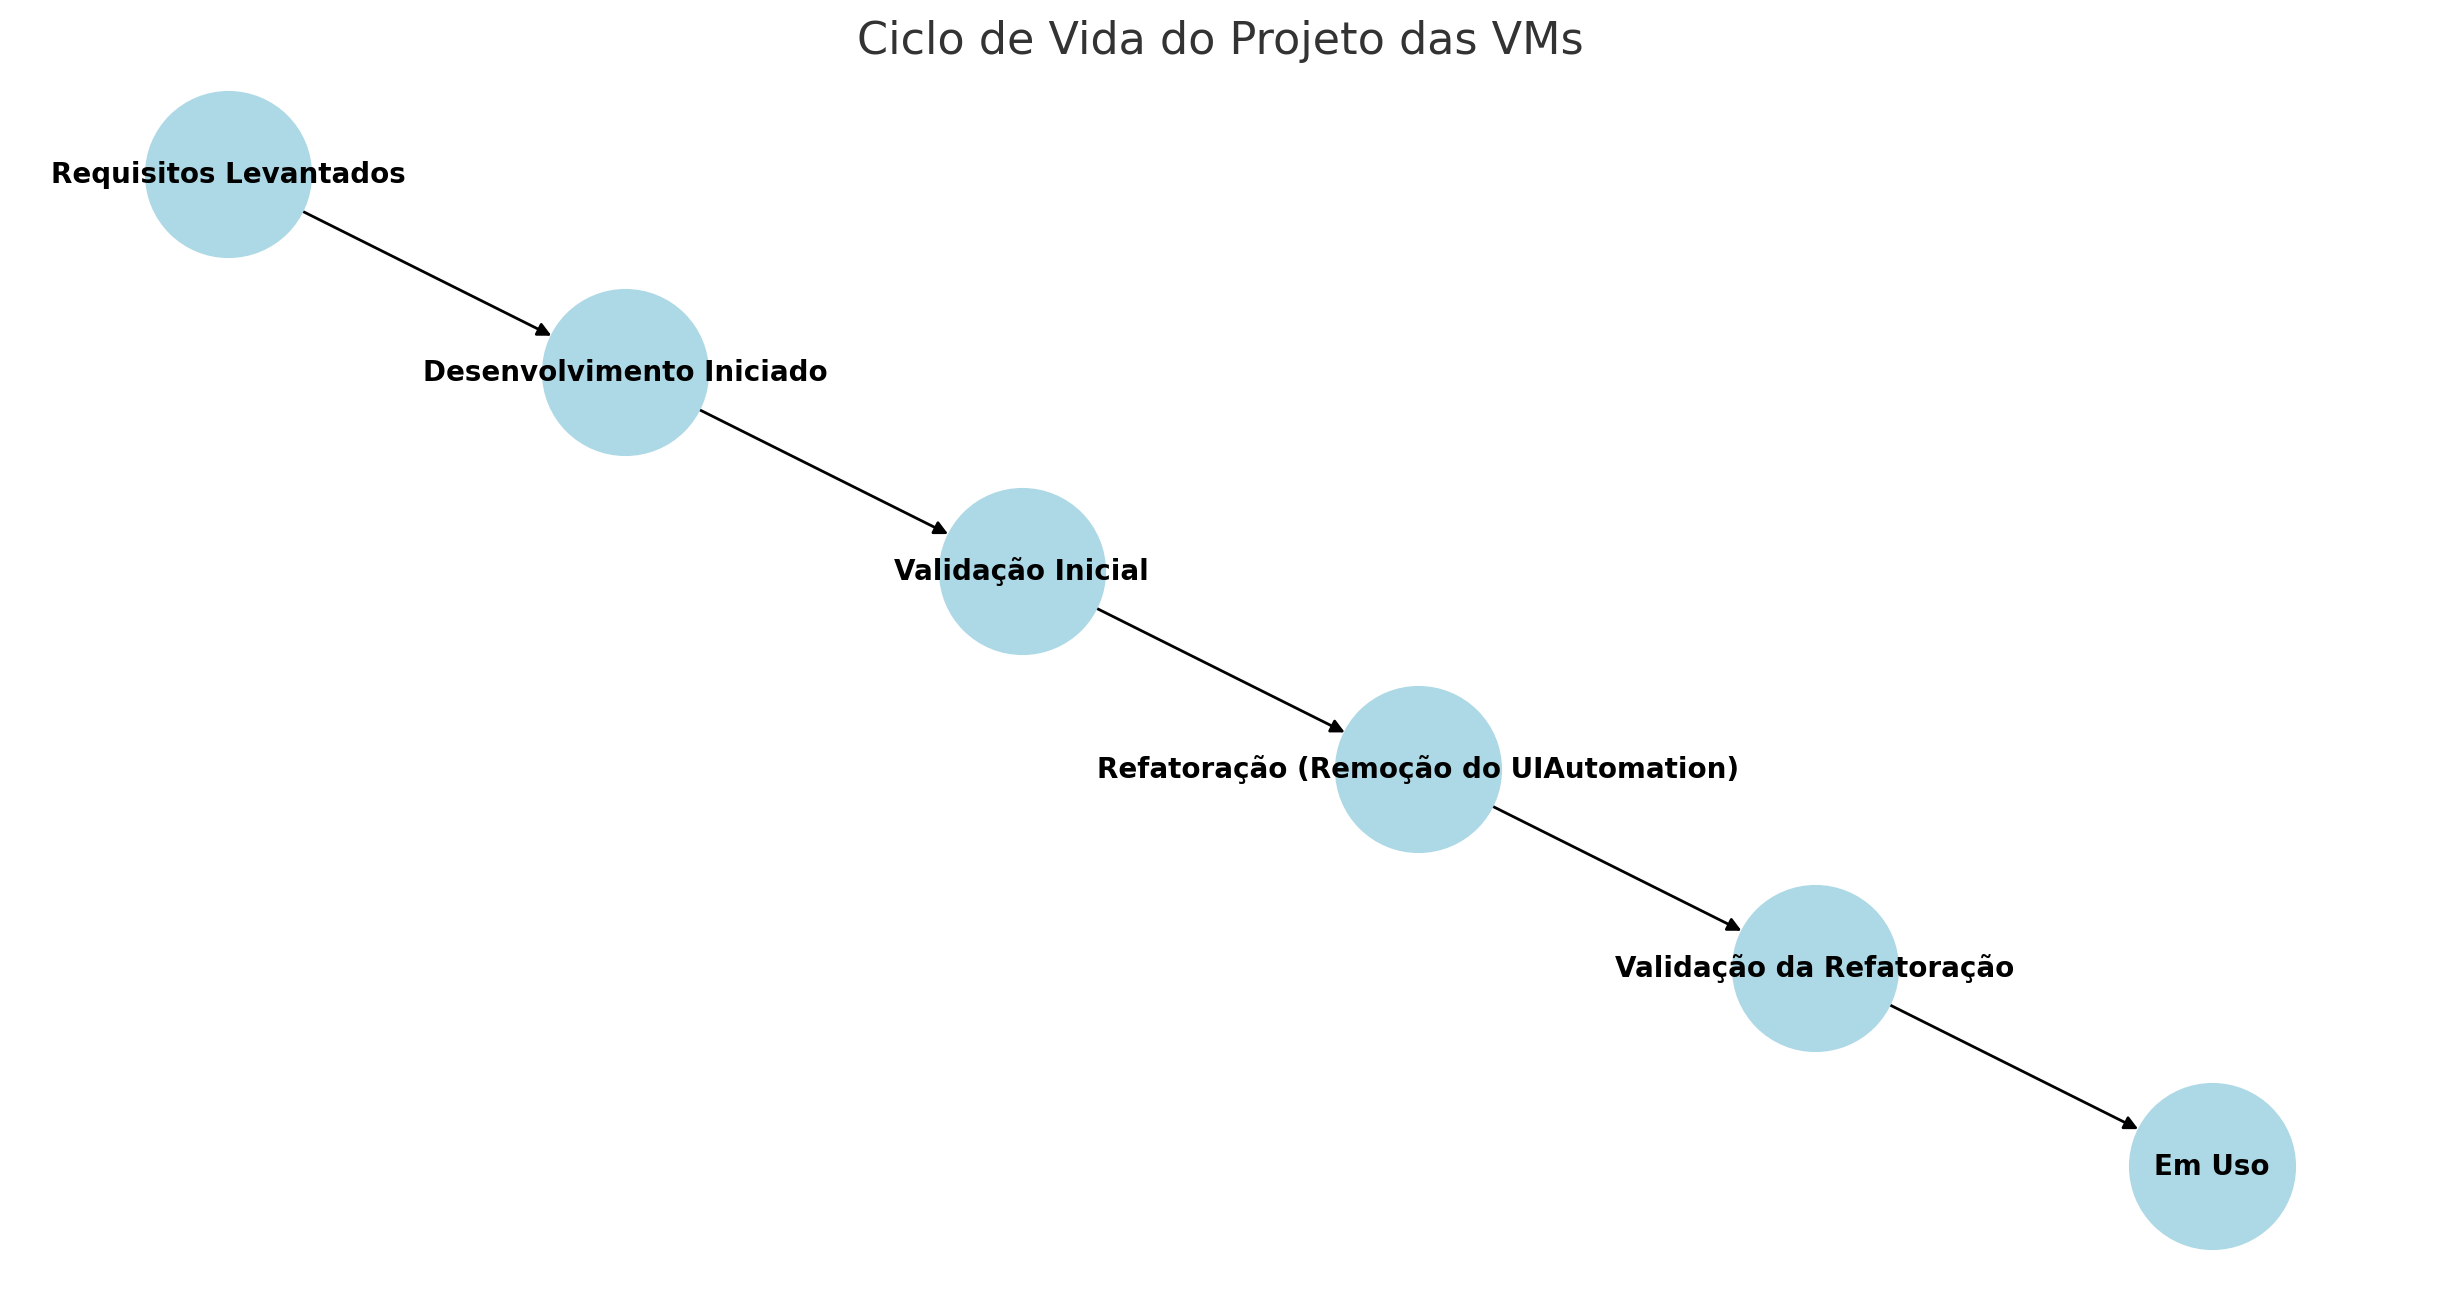 Ciclo de Vida do Projeto das VMs
Requisitos Levantados
Desenvolvimento Iniciado
Validação Inicial
Refatoração (Remoção do UIAutomation)
Validação da Refatoração
Em Uso